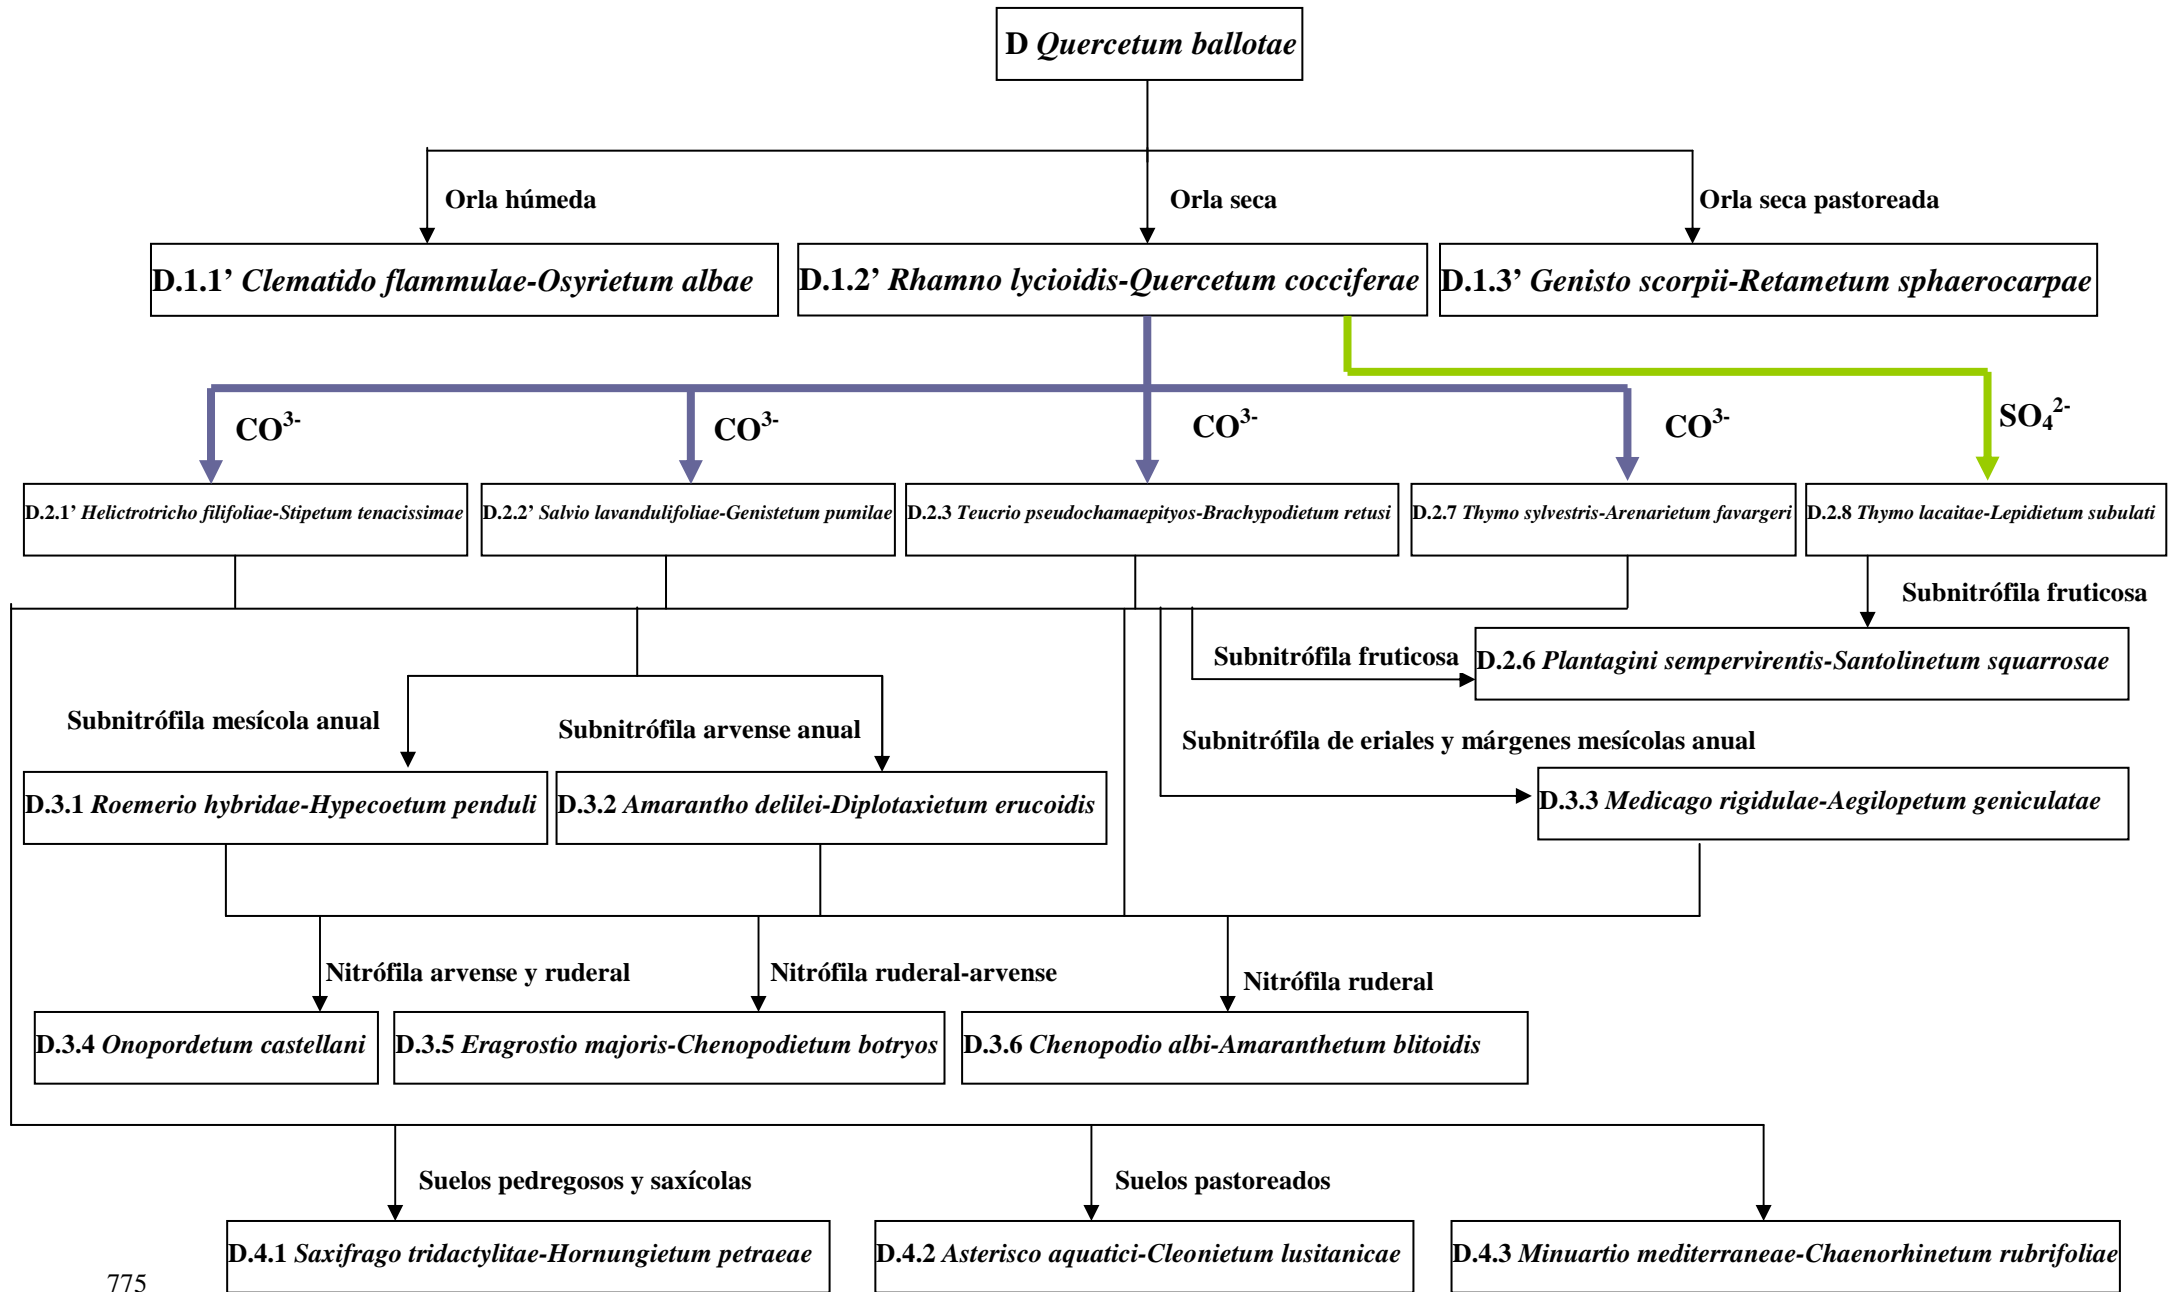 D Quercetum ballotae
Orla húmeda
Orla seca
Orla seca pastoreada
D.1.1’ Clematido flammulae-Osyrietum albae
D.1.2’ Rhamno lycioidis-Quercetum cocciferae
D.1.3’ Genisto scorpii-Retametum sphaerocarpae
CO3-
CO3-
CO3-
CO3-
SO42-
D.2.1’ Helictrotricho filifoliae-Stipetum tenacissimae
D.2.2’ Salvio lavandulifoliae-Genistetum pumilae
D.2.3 Teucrio pseudochamaepityos-Brachypodietum retusi
D.2.7 Thymo sylvestris-Arenarietum favargeri
D.2.8 Thymo lacaitae-Lepidietum subulati
Subnitrófila fruticosa
Subnitrófila fruticosa
D.2.6 Plantagini sempervirentis-Santolinetum squarrosae
Subnitrófila mesícola anual
Subnitrófila arvense anual
Subnitrófila de eriales y márgenes mesícolas anual
D.3.1 Roemerio hybridae-Hypecoetum penduli
D.3.2 Amarantho delilei-Diplotaxietum erucoidis
D.3.3 Medicago rigidulae-Aegilopetum geniculatae
Nitrófila arvense y ruderal
Nitrófila ruderal-arvense
Nitrófila ruderal
D.3.4 Onopordetum castellani
D.3.5 Eragrostio majoris-Chenopodietum botryos
D.3.6 Chenopodio albi-Amaranthetum blitoidis
Suelos pedregosos y saxícolas
Suelos pastoreados
D.4.1 Saxifrago tridactylitae-Hornungietum petraeae
D.4.2 Asterisco aquatici-Cleonietum lusitanicae
D.4.3 Minuartio mediterraneae-Chaenorhinetum rubrifoliae
775